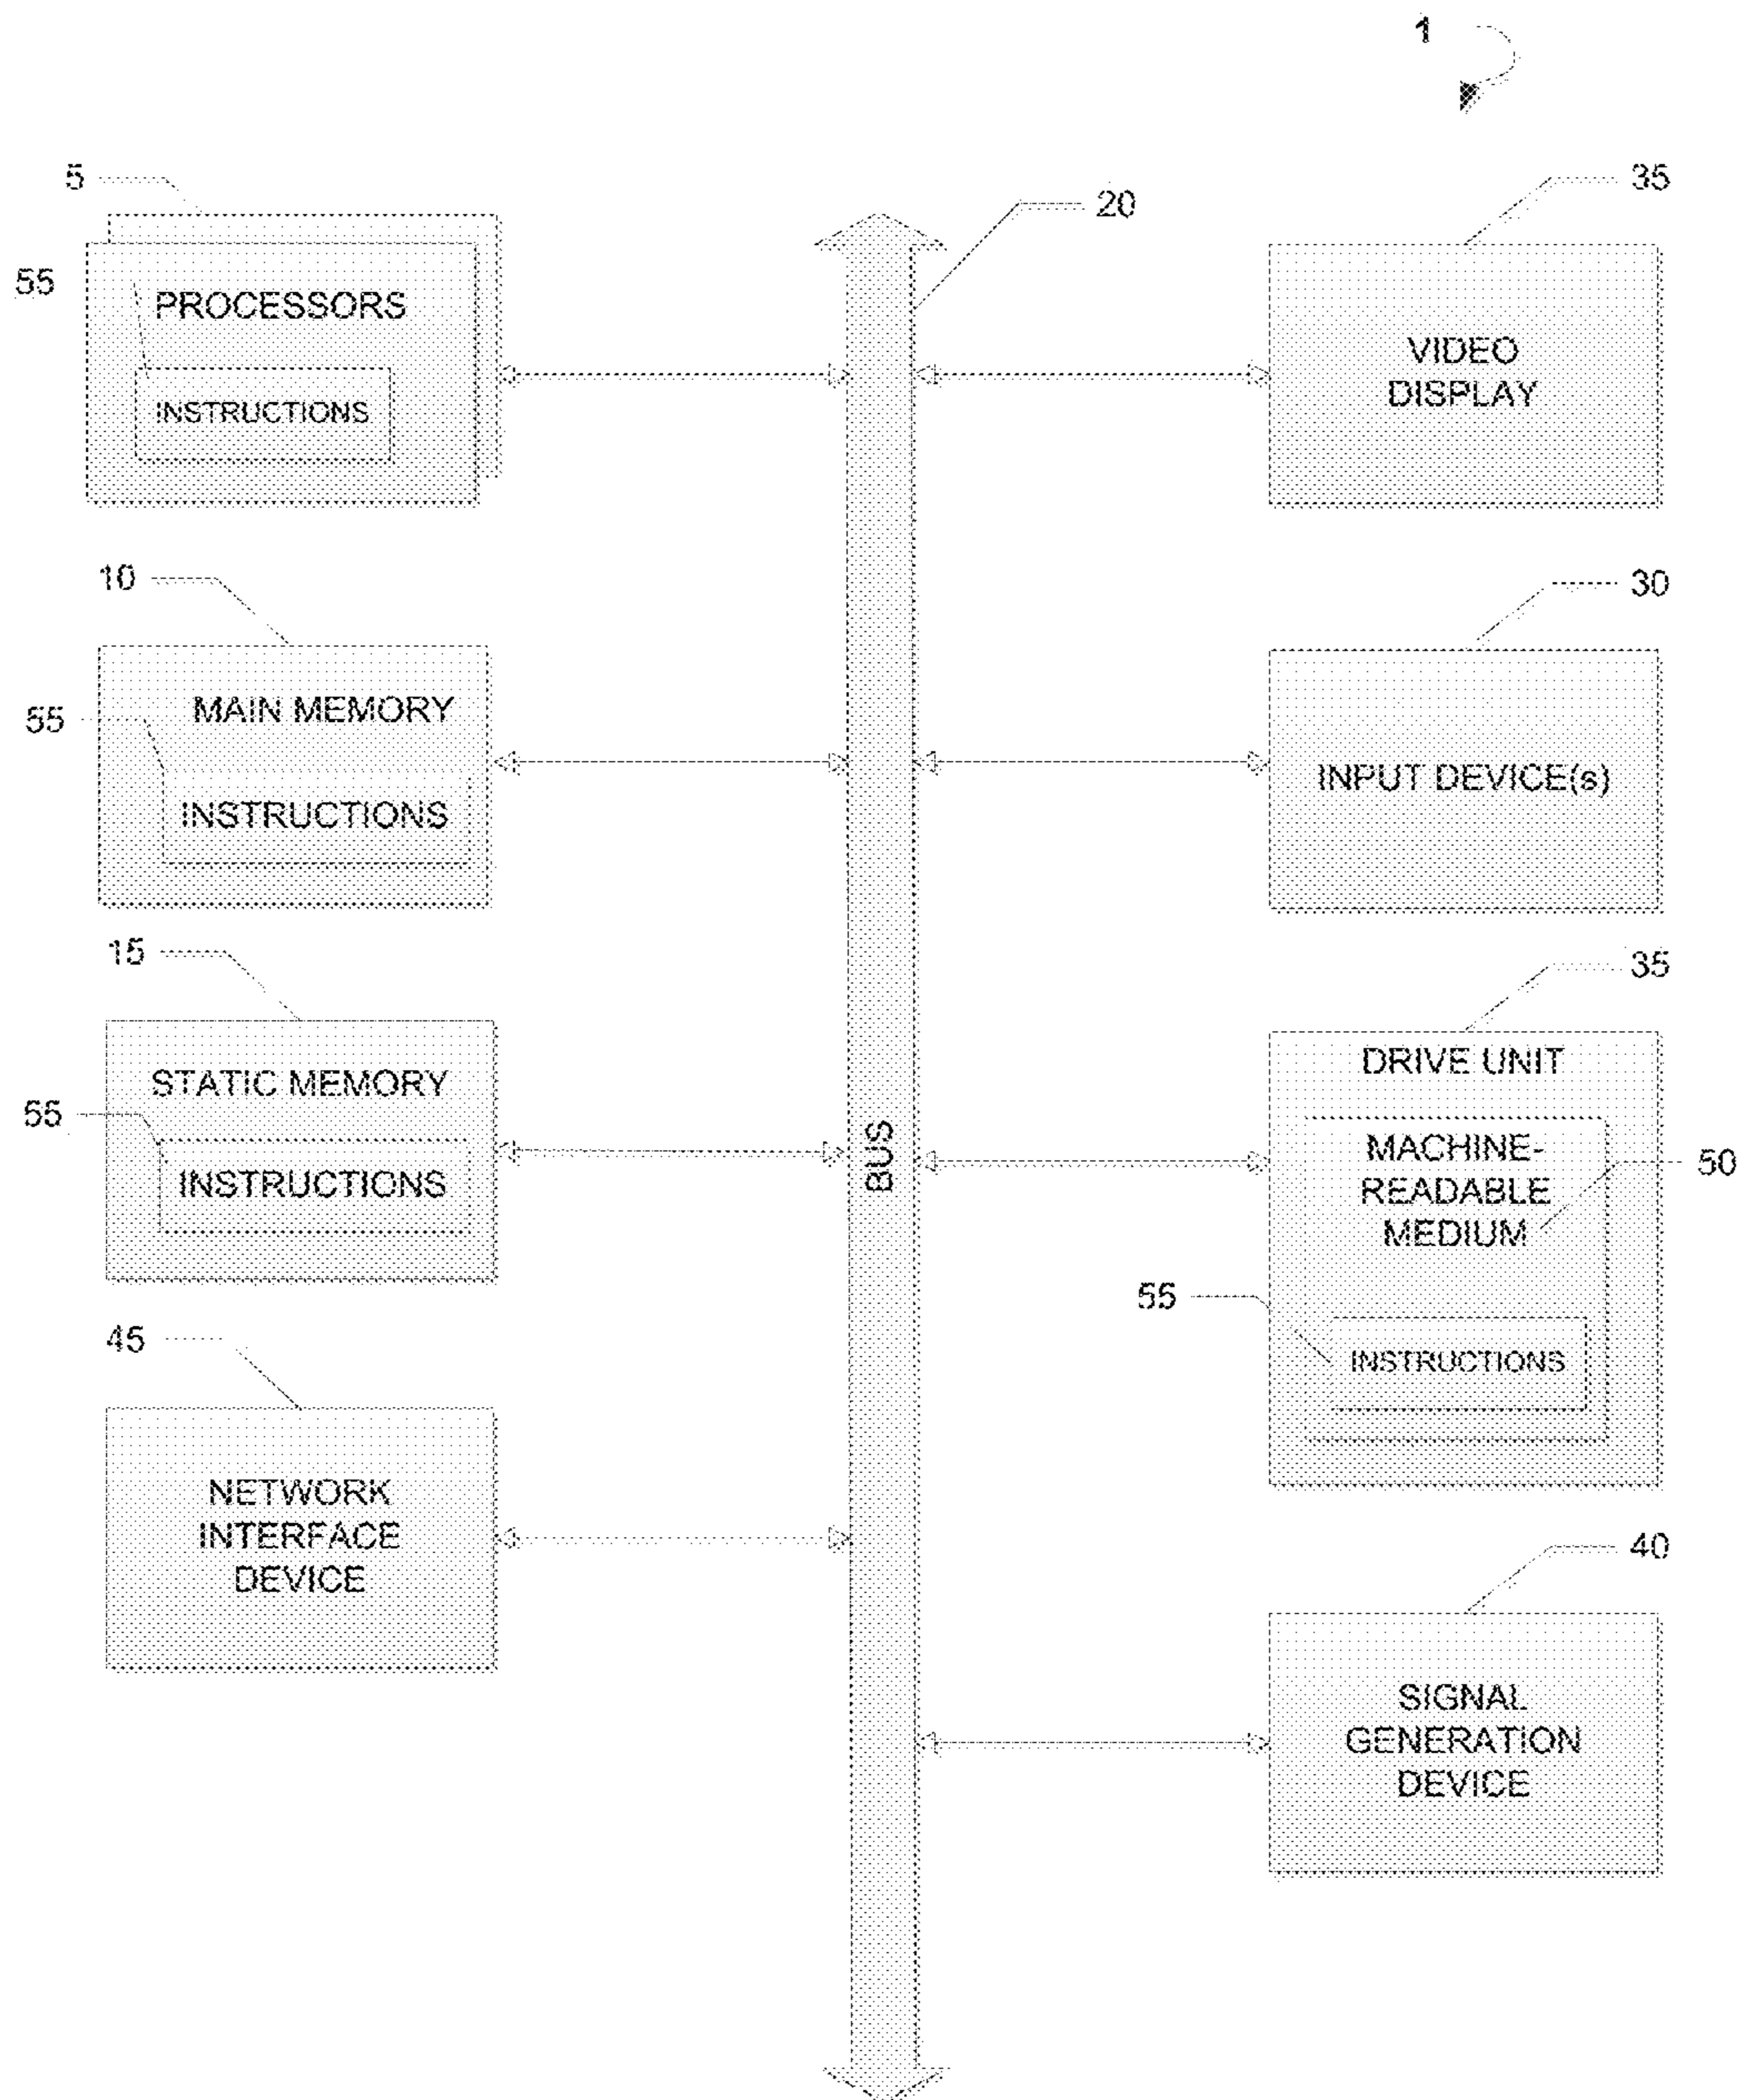 1
5
55
PROCESSORS
INSTRUCTIONS
20
35
VIDEO
DISPLAY
10
55
MAIN MEMORY
INSTRUCTIONS
30
INPUT DEVICE(s)
15
55
STATIC MEMORY
INSTRUCTIONS
BUS
35
DRIVE UNIT
MACHINE-
READABLE
MEDIUM
50
55
INSTRUCTIONS
45
NETWORK
INTERFACE
DEVICE
40
SIGNAL
GENERATION
DEVICE